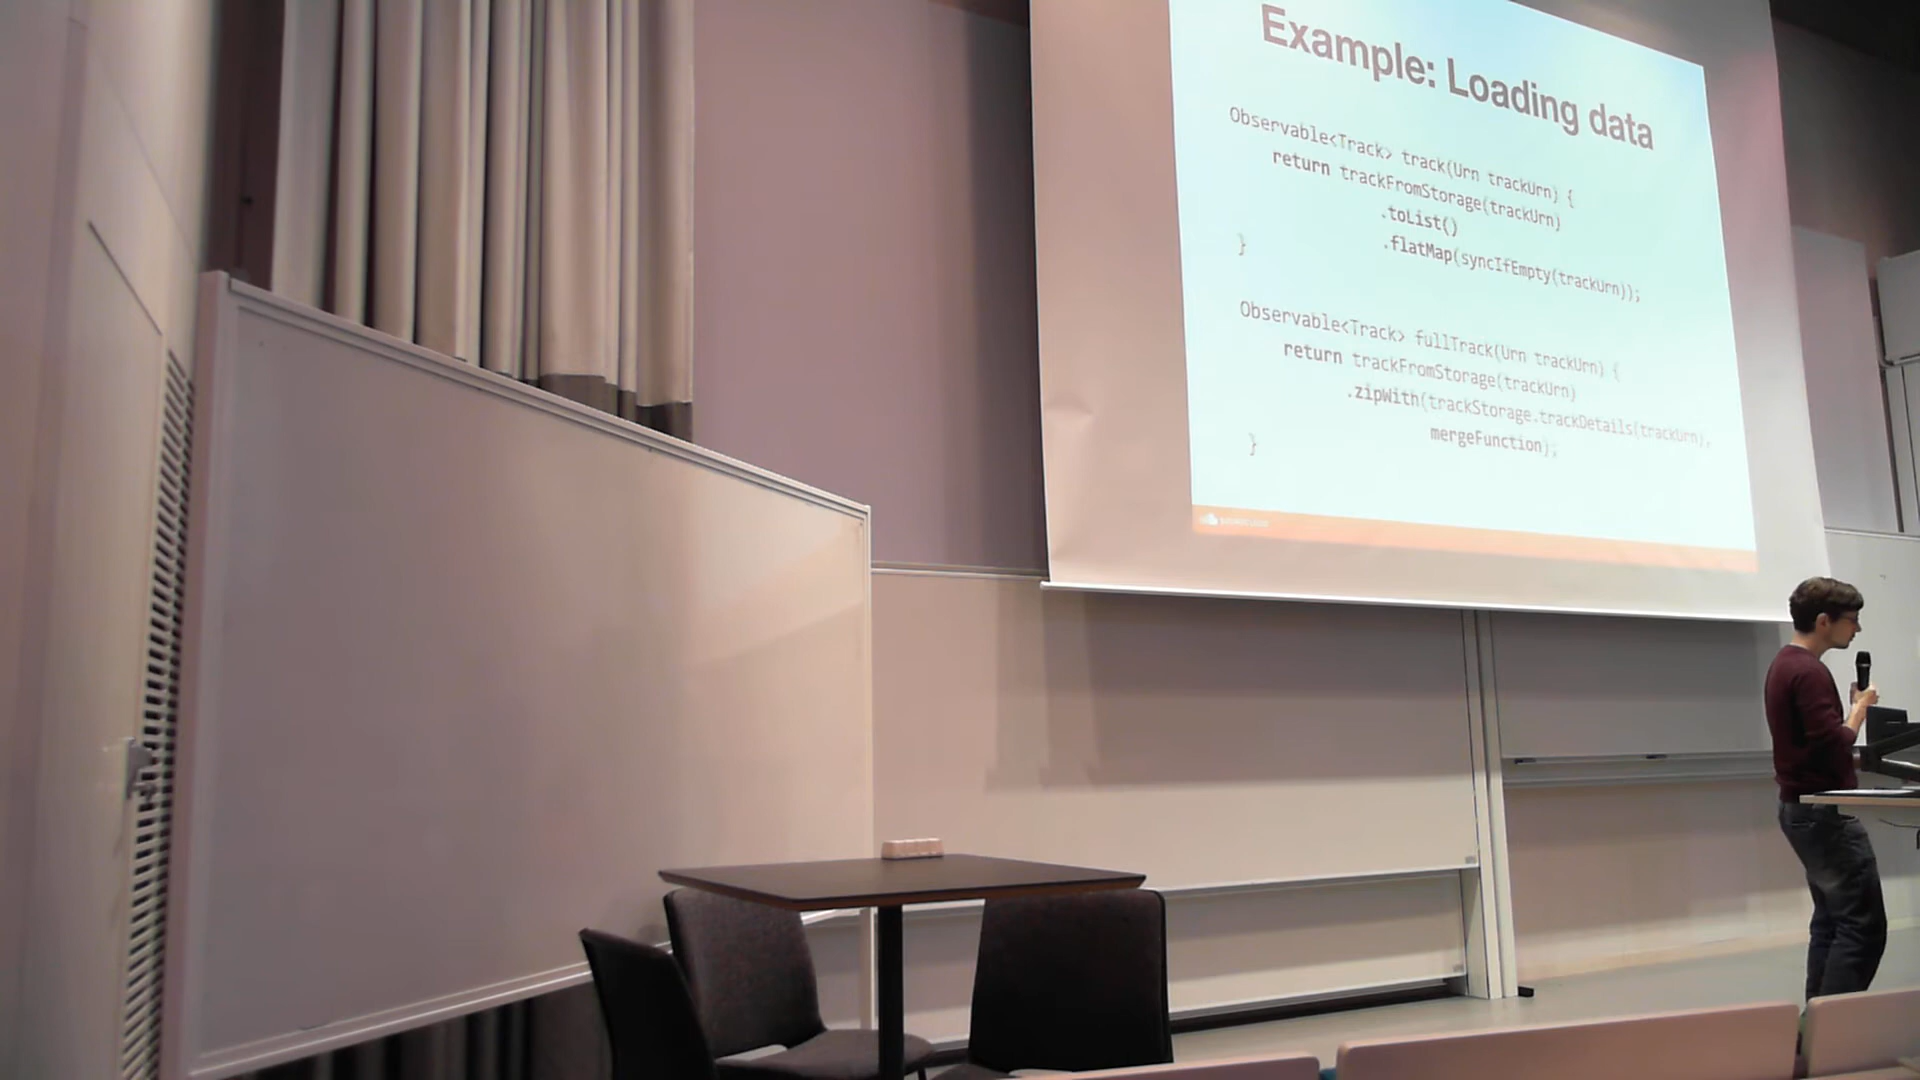 Example: Loading data
Observable<Track> track(Urn trackUrn) {
return trackFromStorage(trackUrn)
.toList()
.flatMap(syncIfEmpty(trackUrn));
}
Observable<Track> fullTrack(Urn trackUrn) {
return trackFromStorage(trackUrn)
.zipWith(trackStorage.trackDetails(trackUrn),
mergeFunction);
}
SOUNDCLOUD